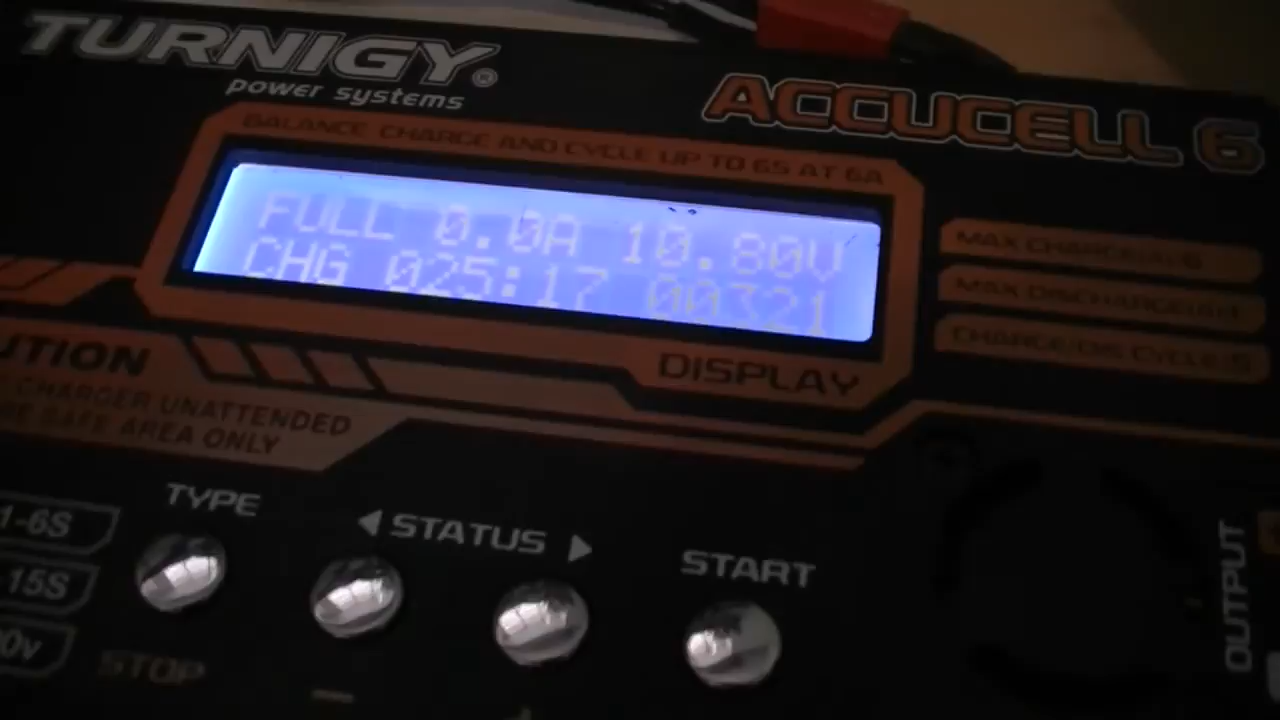 TURNIGY®
power systems
ACCUCELL 6
BALANCE CHARGE AND CYCLE UP TO 6S AT 6A
FULL 0.0A 10.80V
CHG 025:17 00321
MAX CHARGE
MAX DISCHARGE
CHARGE/DIS CYCLE
DISPLAY
UTION
CHARGER UNATTENDED
SAFE AREA ONLY
TYPE
◀ STATUS ▶
START
1-6S
-15S
0v
STOP
OUTPUT